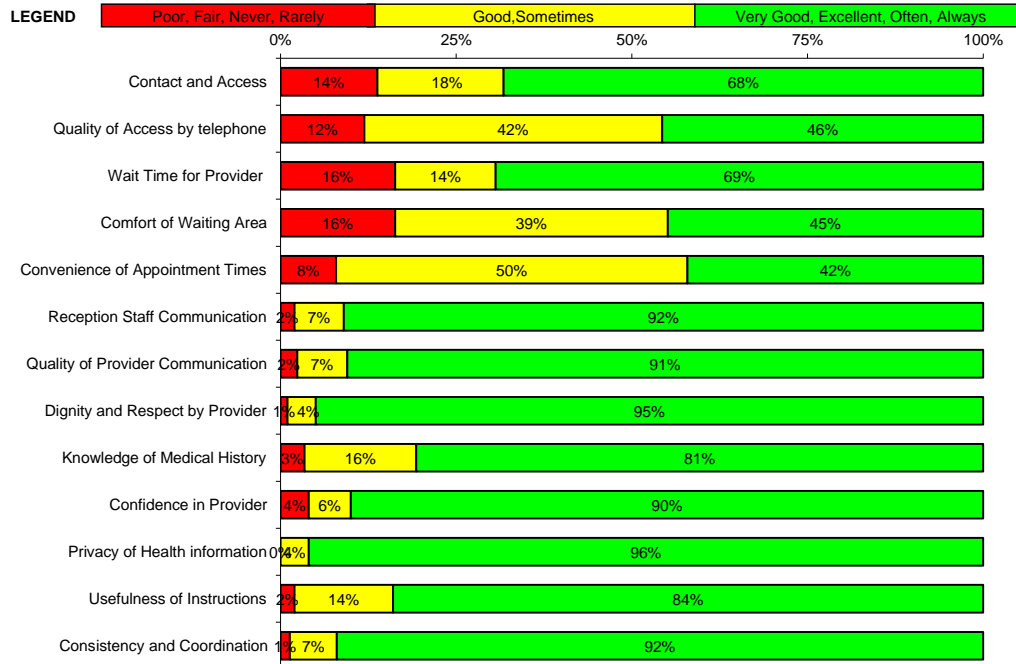 LEGEND Poor, Fair, Never, Rarely Good,Sometimes Very Good, Excellent, Often, Always
0% 25% 50% 75% 100%
Contact and Access 14% 18% 68%
Quality of Access by telephone 12% 42% 46%
Wait Time for Provider 16% 14% 69%
Comfort of Waiting Area 16% 39% 45%
Convenience of Appointment Times 8% 50% 42%
Reception Staff Communication 2% 7% 92%
Quality of Provider Communication 2% 7% 91%
Dignity and Respect by Provider 1% 4% 95%
Knowledge of Medical History 3% 16% 81%
Confidence in Provider 4% 6% 90%
Privacy of Health information 0% 4% 96%
Usefulness of Instructions 2% 14% 84%
Consistency and Coordination 1% 7% 92%